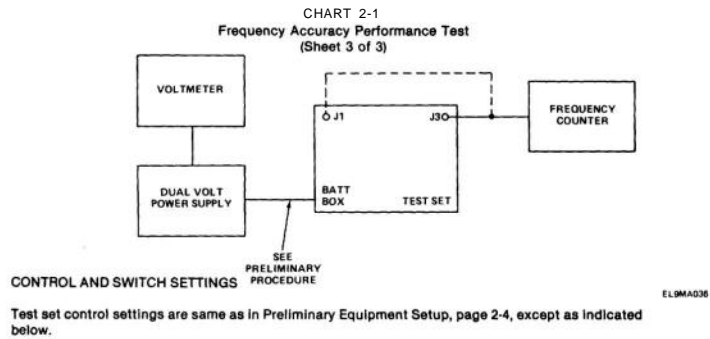 CHART 2-1
Frequency Accuracy Performance Test
(Sheet 3 of 3)
VOLTMETER
J1
J3
FREQUENCY
COUNTER
DUAL VOLT
POWER SUPPLY
BATT
BOX
TEST SET
SEE
PRELIMINARY
PROCEDURE
CONTROL AND SWITCH SETTINGS
EL9MA036
Test set control settings are same as in Preliminary Equipment Setup, page 2-4, except as indicated
below.